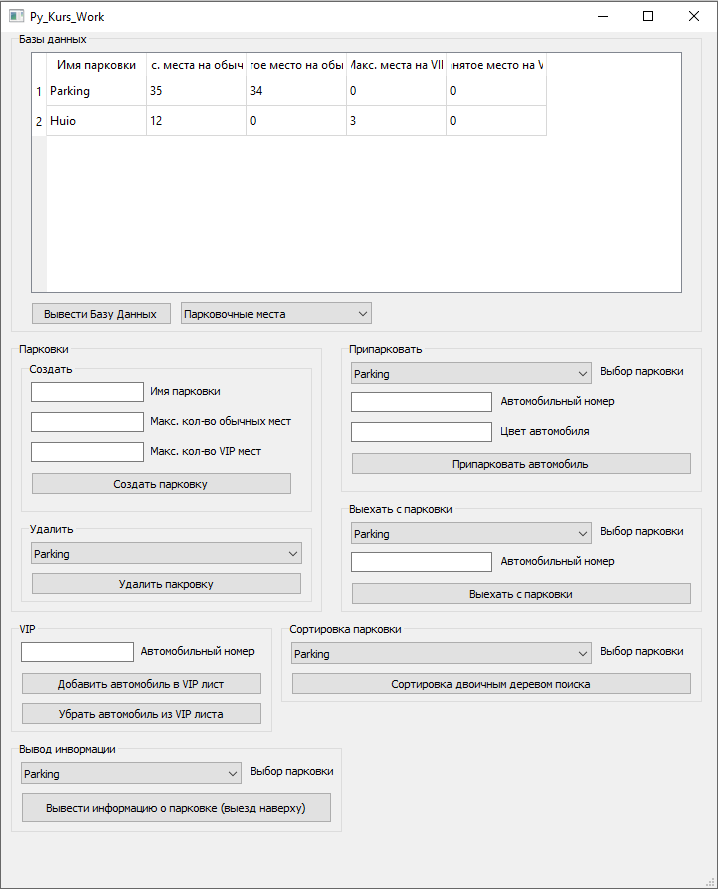 Py_Kurs_Work
Базы данных
Имя парковки с. места на обыч гое место на обы Макс. места на VII нятое место на V
1 Parking 35 34 0 0
2 Huio 12 0 3 0
Вывести Базу Данных Парковочные места
Парковки
Создать
Имя парковки
Макс. кол-во обычных мест
Макс. кол-во VIP мест
Создать парковку
Удалить
Parking
Удалить пакровку
Припарковать
Parking Выбор парковки
Автомобильный номер
Цвет автомобиля
Припарковать автомобиль
Выехать с парковки
Parking Выбор парковки
Автомобильный номер
Выехать с парковки
VIP
Автомобильный номер
Добавить автомобиль в VIP лист
Убрать автомобиль из VIP листа
Сортировка парковки
Parking Выбор парковки
Сортировка двоичным деревом поиска
Вывод инвормации
Parking Выбор парковки
Вывести информацию о парковке (выезд наверху)